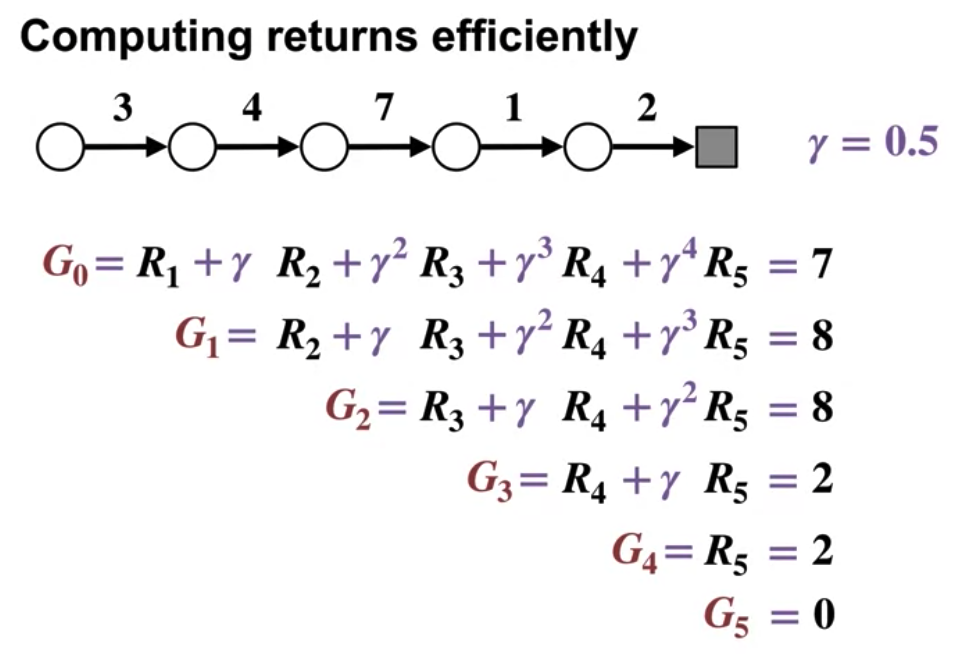 Computing returns efficiently
3 4 7 1 2
γ = 0.5
G₀ = R₁ + γ R₂ + γ² R₃ + γ³ R₄ + γ⁴ R₅ = 7
G₁ = R₂ + γ R₃ + γ² R₄ + γ³ R₅ = 8
G₂ = R₃ + γ R₄ + γ² R₅ = 8
G₃ = R₄ + γ R₅ = 2
G₄ = R₅ = 2
G₅ = 0